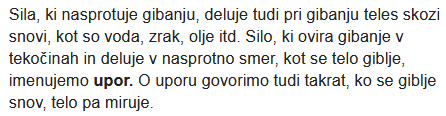 Sila, ki nasprotuje gibanju, deluje tudi pri gibanju teles skozi
snovi, kot so voda, zrak, olje itd. Silo, ki ovira gibanje v
tekočinah in deluje v nasprotno smer, kot se telo giblje,
imenujemo upor. O uporu govorimo tudi takrat, ko se giblje
snov, telo pa miruje.